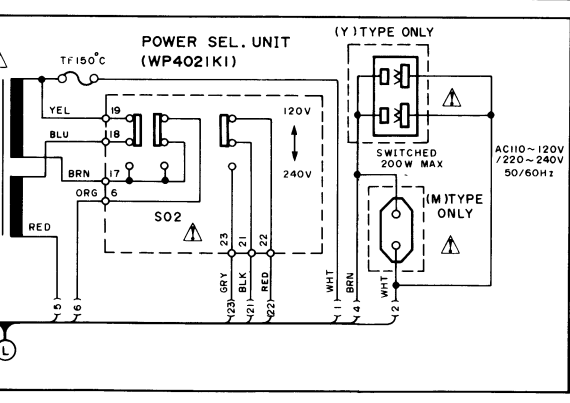 POWER SEL. UNIT
(WP4021K1)
(Y) TYPE ONLY
TF150°C
YEL
19
120V
BLU
18
240V
BRN
17
ORG
6
S02
RED
23
21
22
SWITCHED
200W MAX
AC110~120V
/220~240V
50/60Hz
(M) TYPE
ONLY
GRY
BLK
RED
WHT
BRN
WHT
5
6
23
21
22
1
4
2
L